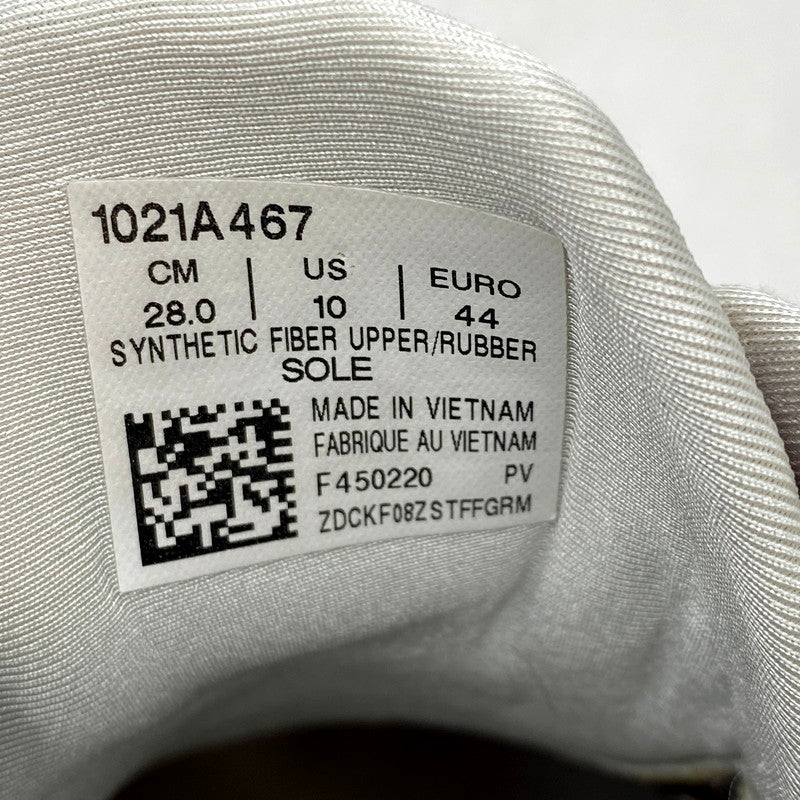 1021A467
CM | US | EURO
28.0 | 10 | 44
SYNTHETIC FIBER UPPER/RUBBER
SOLE
MADE IN VIETNAM
FABRIQUE AU VIETNAM
F450220 PV
ZDCKF08ZSTFFGRM